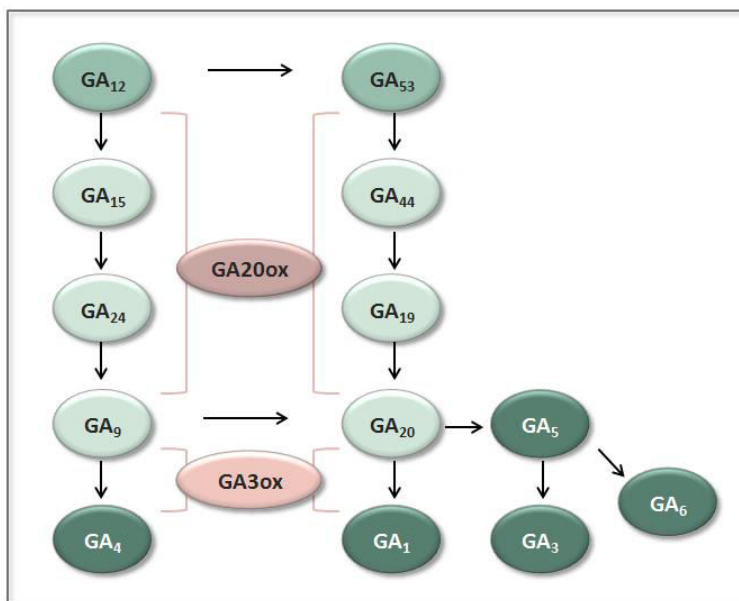 GA₁₂ GA₅₃
GA₁₅ GA₄₄
GA20ox
GA₂₄ GA₁₉
GA₉ GA₂₀ GA₅
GA3ox
GA₆
GA₄ GA₁ GA₃